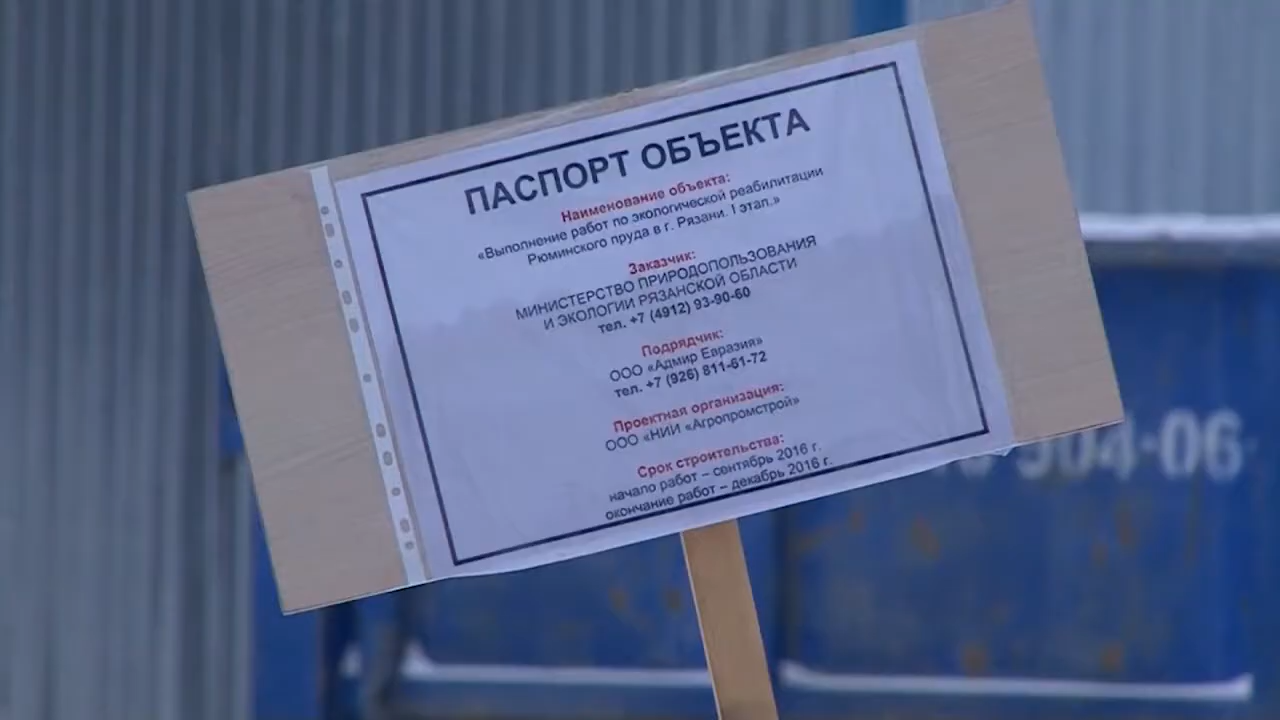 ПАСПОРТ ОБЪЕКТА
Наименование объекта:
«Выполнение работ по экологической реабилитации
Рюминского пруда в г. Рязани. I этап.»
Заказчик:
МИНИСТЕРСТВО ПРИРОДОПОЛЬЗОВАНИЯ
И ЭКОЛОГИИ РЯЗАНСКОЙ ОБЛАСТИ
тел. +7 (4912) 93-90-60
Подрядчик:
ООО «Адмир Евразия»
тел. +7 (926) 811-61-72
Проектная организация:
ООО «НИИ «Агропромстрой»
Срок строительства:
начало работ – сентябрь 2016 г.
окончание работ – декабрь 2016 г.
904-06